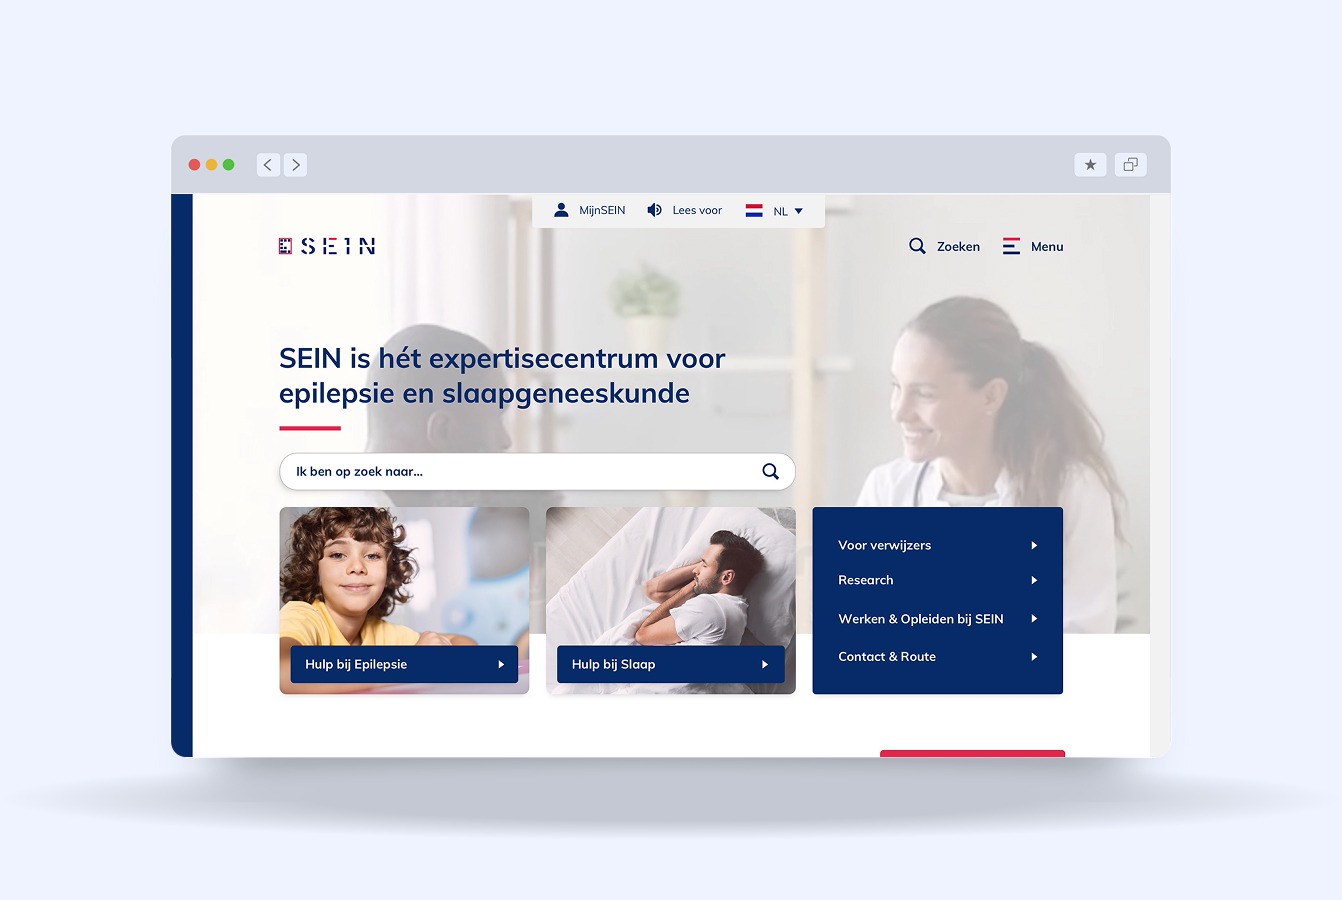 MijnSEIN
Lees voor
NL
SEIN
Zoeken
Menu
SEIN is hét expertisecentrum voor
epilepsie en slaapgeneeskunde
Ik ben op zoek naar...
Hulp bij Epilepsie
Hulp bij Slaap
Voor verwijzers
Research
Werken & Opleiden bij SEIN
Contact & Route